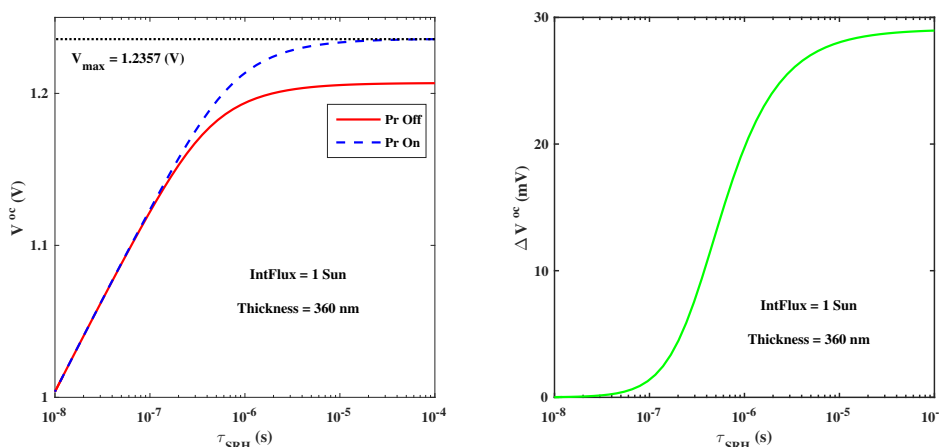 V_max = 1.2357 (V)
1.2
1.1
1
V^oc (V)
Pr Off
Pr On
IntFlux = 1 Sun
Thickness = 360 nm
10^-8
10^-7
10^-6
10^-5
10^-4
τ_SRH (s)
30
20
10
0
Δ V^oc (mV)
IntFlux = 1 Sun
Thickness = 360 nm
10^-8
10^-7
10^-6
10^-5
τ_SRH (s)